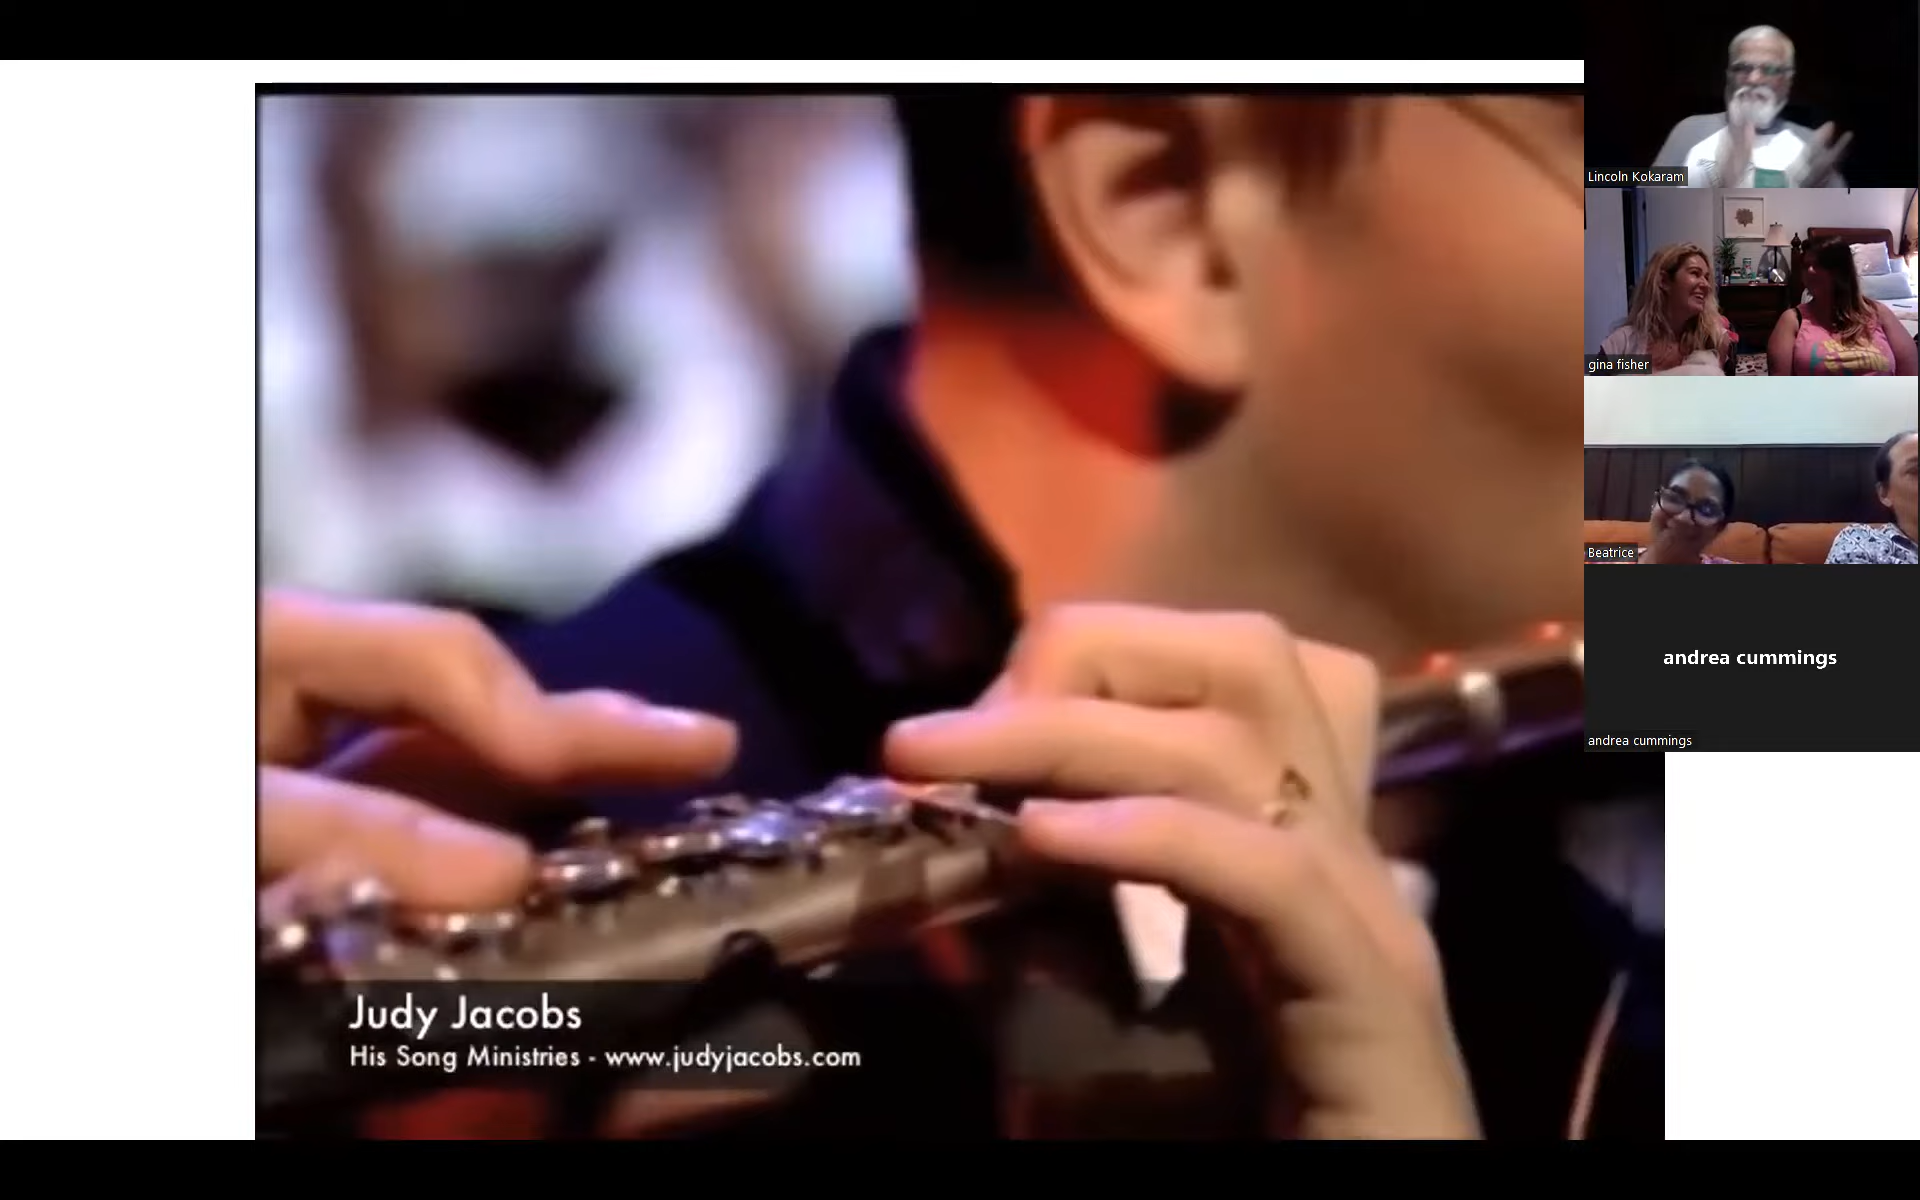 Judy Jacobs
His Song Ministries - www.judyjacobs.com
Lincoln Kokaram
gina fisher
Beatrice
andrea cummings
andrea cummings